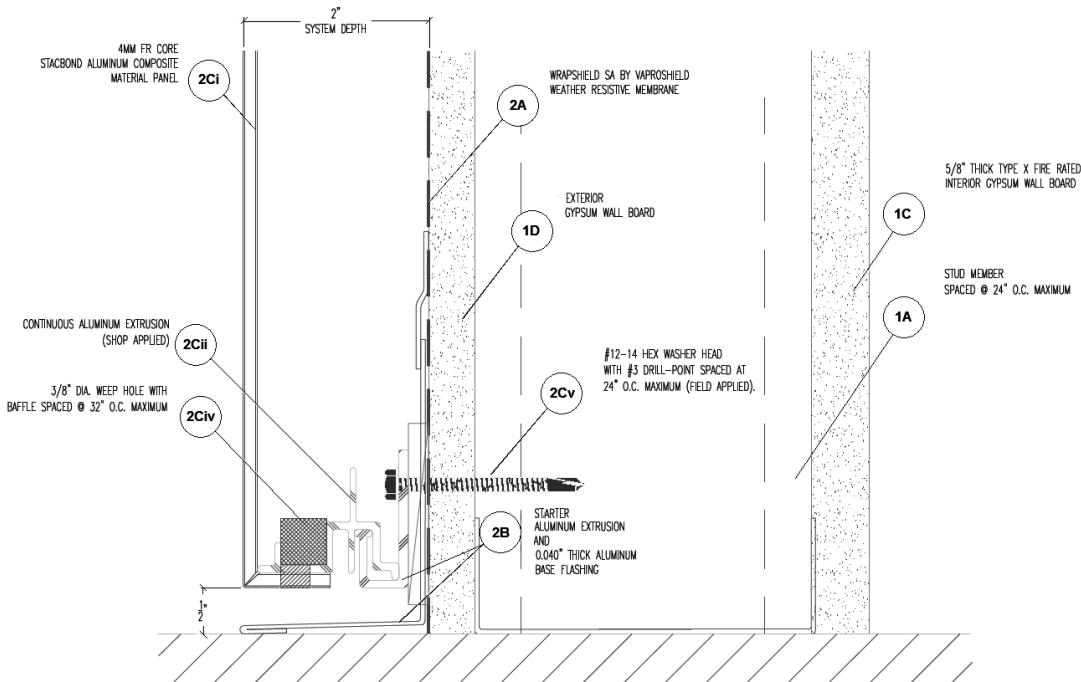 2"
SYSTEM DEPTH
4MM FR CORE
STACBOND ALUMINUM COMPOSITE
MATERIAL PANEL
2Ci
WRAPSHIELD SA BY VAPROSHIELD
WEATHER RESISTIVE MEMBRANE
2A
5/8" THICK TYPE X FIRE RATED
INTERIOR GYPSUM WALL BOARD
1C
EXTERIOR
GYPSUM WALL BOARD
1D
STUD MEMBER
SPACED @ 24" O.C. MAXIMUM
1A
CONTINUOUS ALUMINUM EXTRUSION
(SHOP APPLIED)
2Cii
#12-14 HEX WASHER HEAD
WITH #3 DRILL-POINT SPACED AT
24" O.C. MAXIMUM (FIELD APPLIED).
2Cv
3/8" DIA. WEEP HOLE WITH
BAFFLE SPACED @ 32" O.C. MAXIMUM
2Civ
STARTER
ALUMINUM EXTRUSION
AND
0.040" THICK ALUMINUM
BASE FLASHING
2B
1/2"